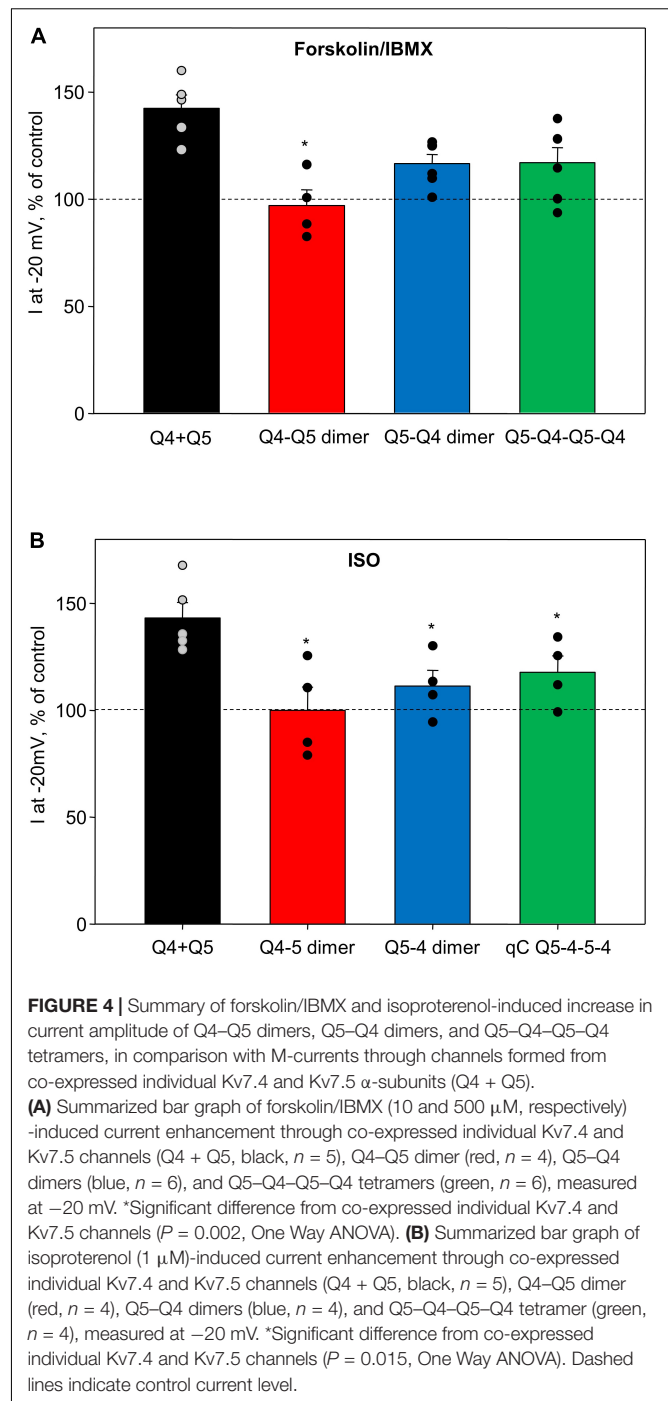 A
Forskolin/IBMX
I at -20 mV, % of control
150
100
50
0
*
Q4+Q5 Q4-Q5 dimer Q5-Q4 dimer Q5-Q4-Q5-Q4
B
ISO
I at -20mV, % of control
150
100
50
0
* * *
Q4+Q5 Q4-5 dimer Q5-4 dimer qC Q5-4-5-4
FIGURE 4 | Summary of forskolin/IBMX and isoproterenol-induced increase in
current amplitude of Q4–Q5 dimers, Q5–Q4 dimers, and Q5–Q4–Q5–Q4
tetramers, in comparison with M-currents through channels formed from
co-expressed individual Kv7.4 and Kv7.5 α-subunits (Q4 + Q5).
(A) Summarized bar graph of forskolin/IBMX (10 and 500 μM, respectively)
-induced current enhancement through co-expressed individual Kv7.4 and
Kv7.5 channels (Q4 + Q5, black, n = 5), Q4–Q5 dimer (red, n = 4), Q5–Q4
dimers (blue, n = 6), and Q5–Q4–Q5–Q4 tetramers (green, n = 6), measured
at −20 mV. *Significant difference from co-expressed individual Kv7.4 and
Kv7.5 channels (P = 0.002, One Way ANOVA). (B) Summarized bar graph of
isoproterenol (1 μM)-induced current enhancement through co-expressed
individual Kv7.4 and Kv7.5 channels (Q4 + Q5, black, n = 5), Q4–Q5 dimer
(red, n = 4), Q5–Q4 dimers (blue, n = 4), and Q5–Q4–Q5–Q4 tetramer (green,
n = 4), measured at −20 mV. *Significant difference from co-expressed
individual Kv7.4 and Kv7.5 channels (P = 0.015, One Way ANOVA). Dashed
lines indicate control current level.